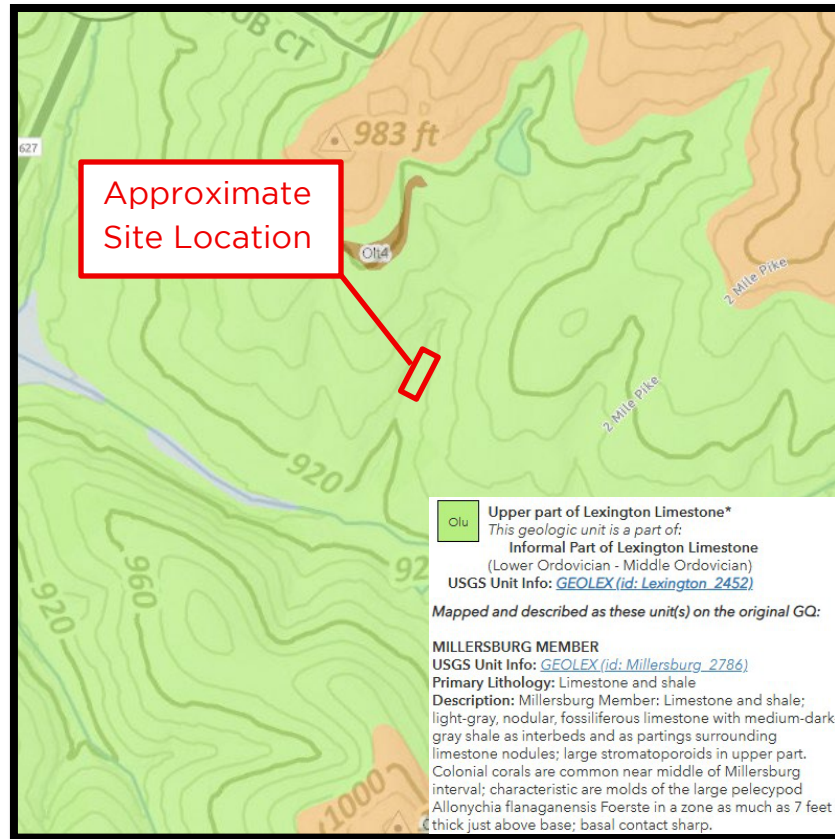 UB CT
983 ft
627
Approximate
Site Location
Olt4
2 Mile Pike
2 Mile Pike
920
92
960
920
1000
Olu
Upper part of Lexington Limestone*
This geologic unit is a part of:
Informal Part of Lexington Limestone
(Lower Ordovician - Middle Ordovician)
USGS Unit Info: GEOLEX (id: Lexington_2452)
Mapped and described as these unit(s) on the original GQ:
MILLERSBURG MEMBER
USGS Unit Info: GEOLEX (id: Millersburg_2786)
Primary Lithology: Limestone and shale
Description: Millersburg Member: Limestone and shale;
light-gray, nodular, fossiliferous limestone with medium-dark
gray shale as interbeds and as partings surrounding
limestone nodules; large stromatoporoids in upper part.
Colonial corals are common near middle of Millersburg
interval; characteristic are molds of the large pelecypod
Allonychia flanaganensis Foerste in a zone as much as 7 feet
thick just above base; basal contact sharp.